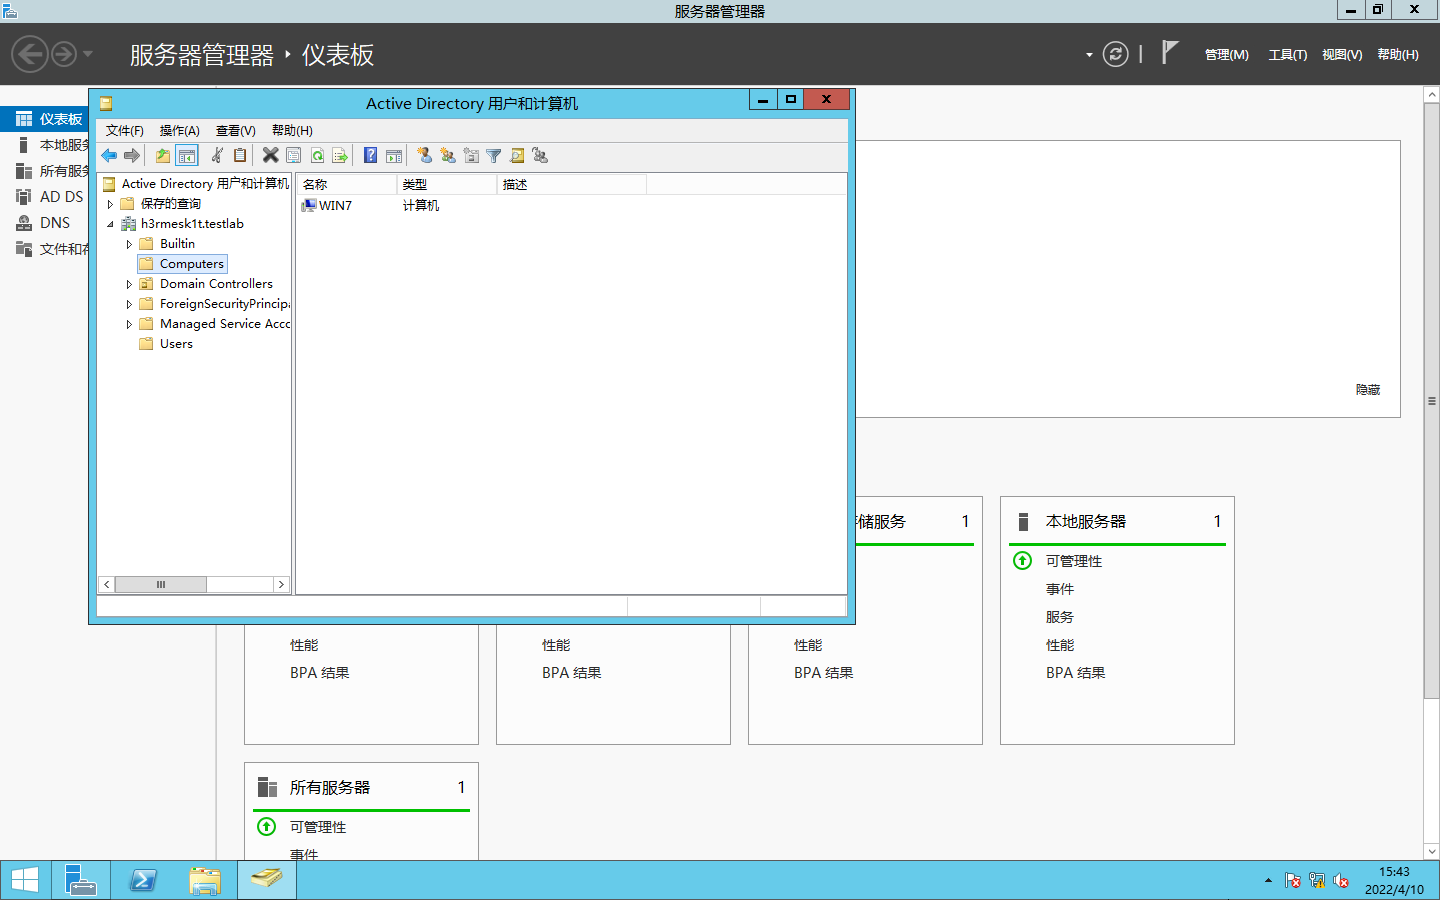 服务器管理器
服务器管理器 · 仪表板
管理(M) 工具(T) 视图(V) 帮助(H)
仪表板
本地服务
所有服务
AD DS
DNS
文件和存
Active Directory 用户和计算机
文件(F) 操作(A) 查看(V) 帮助(H)
Active Directory 用户和计算机
保存的查询
h3rmesk1t.testlab
Builtin
Computers
Domain Controllers
ForeignSecurityPrincipa
Managed Service Acco
Users
名称 类型 描述
WIN7 计算机
隐藏
存储服务 1
本地服务器 1
可管理性
事件
服务
性能
BPA 结果
性能
BPA 结果
性能
BPA 结果
性能
BPA 结果
所有服务器 1
可管理性
事件
15:43
2022/4/10